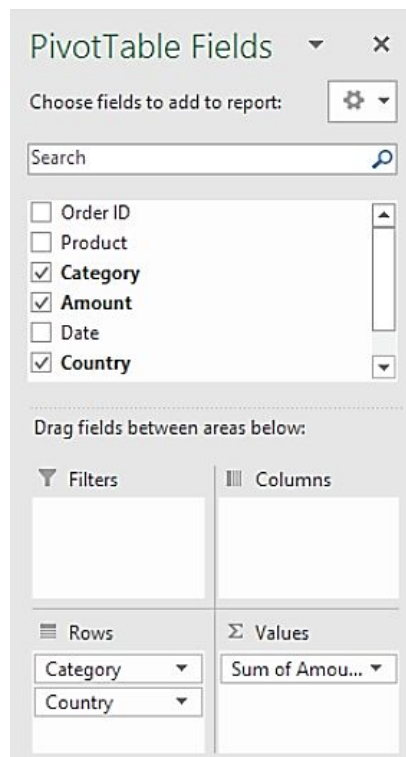 PivotTable Fields
Choose fields to add to report:
Search
Order ID
Product
Category
Amount
Date
Country
Drag fields between areas below:
Filters
Columns
Rows
Σ Values
Category
Sum of Amou...
Country